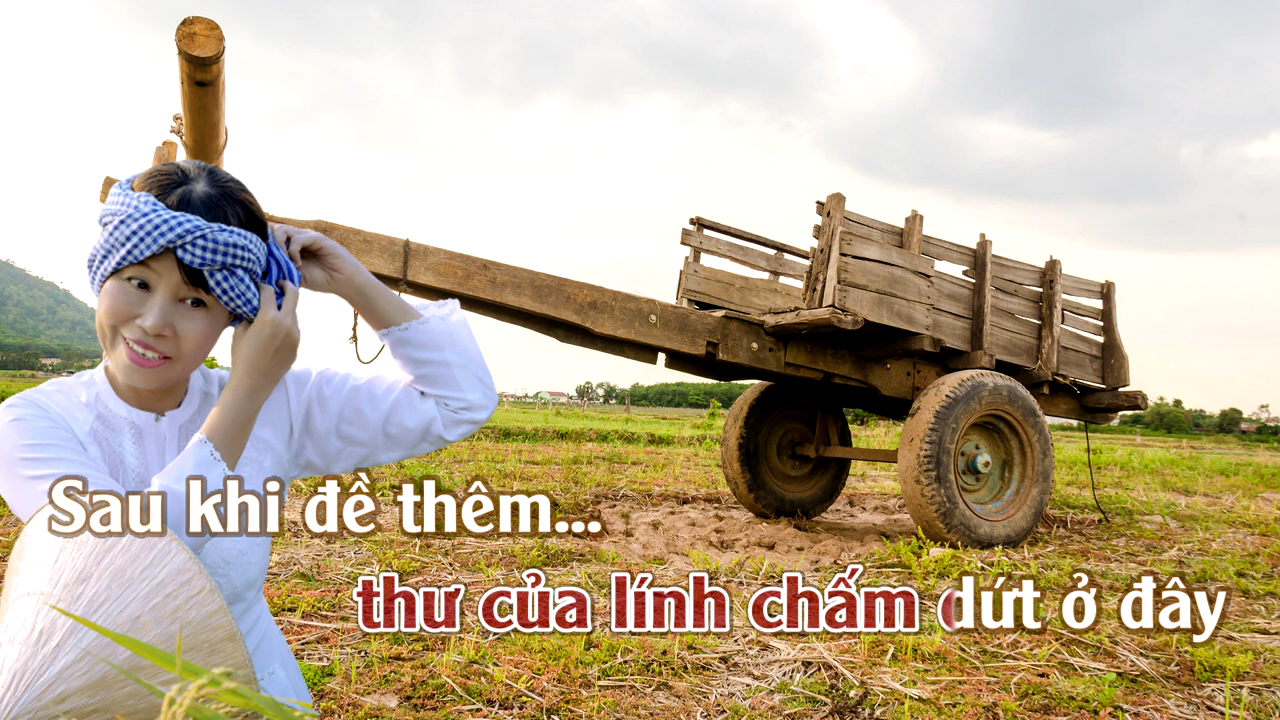 Sau khi đề thêm...
thư của lính chấm dứt ở đây